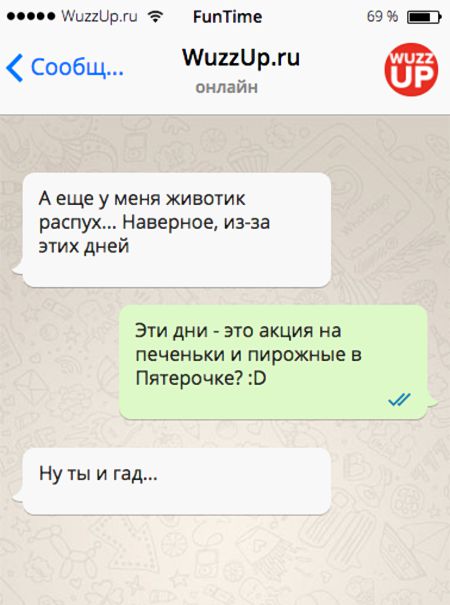 WuzzUp.ru FunTime 69 %
Сообщ... WuzzUp.ru WUZZ
онлайн UP
А еще у меня животик
распух... Наверное, из-за
этих дней
Эти дни - это акция на
печеньки и пирожные в
Пятерочке? :D
Ну ты и гад...